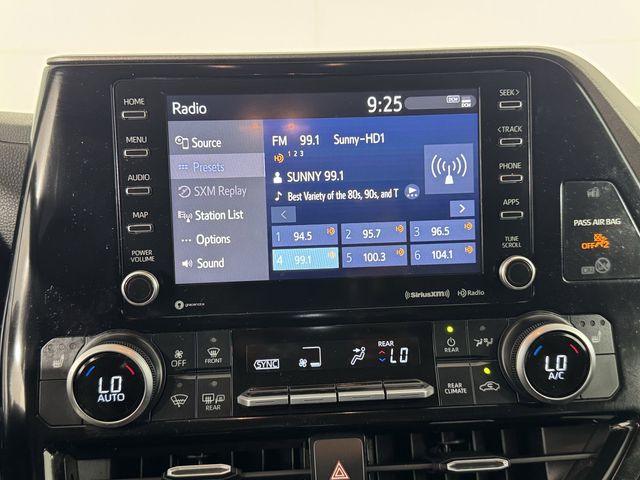 HOME
MENU
AUDIO
MAP
POWER
VOLUME
Radio
9:25
DCM
Source
Presets
SXM Replay
Station List
Options
Sound
FM 99.1 Sunny-HD1
HD 1 2 3
SUNNY 99.1
Best Variety of the 80s, 90s, and T
<
>
1 94.5
2 95.7
3 96.5
4 99.1
5 100.3
6 104.1
gracenote
SiriusXM
HD Radio
SEEK>
<TRACK
PHONE
APPS
TUNE
SCROLL
PASS AIR BAG
OFF
OFF
FRONT
REAR
LO
AUTO
SYNC
REAR
LO
REAR
REAR
CLIMATE
LO
A/C